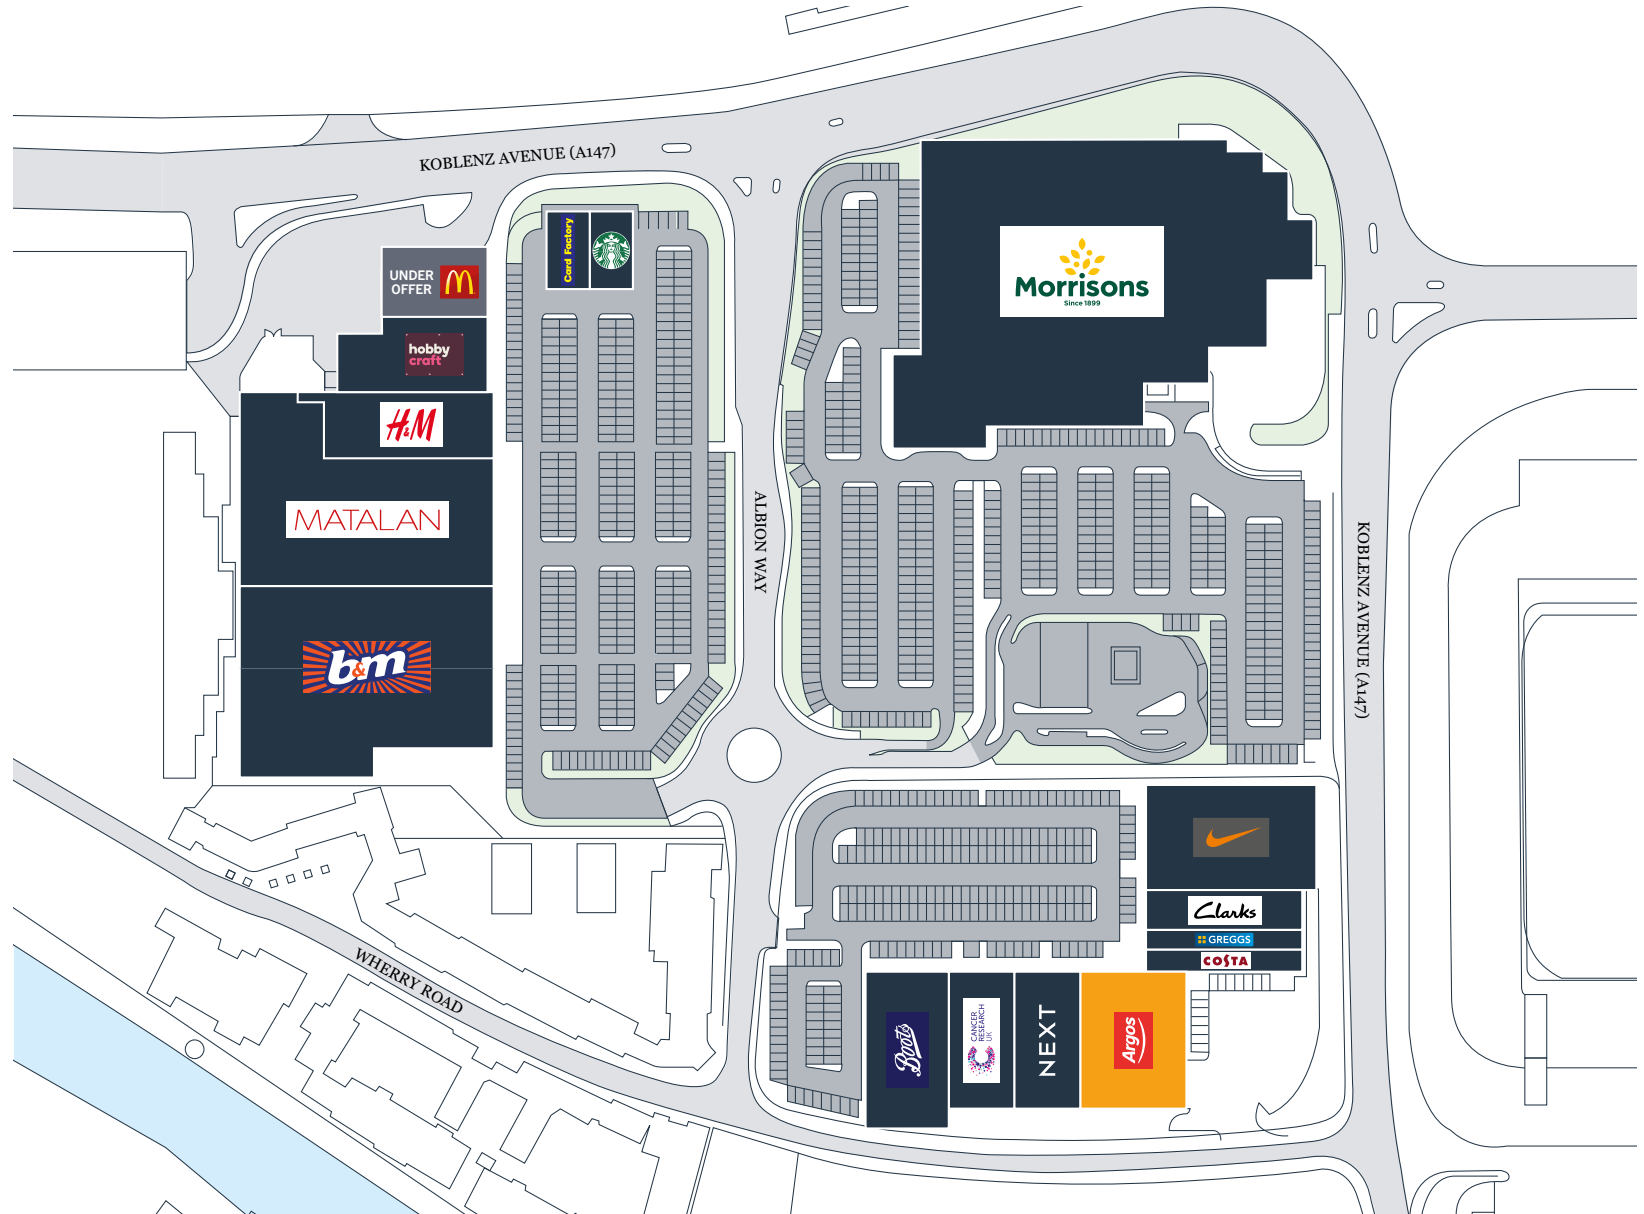 KOBLENZ AVENUE (A147)
Card Factory
UNDER
OFFER
hobby
craft
H&M
MATALAN
b&m
ALBION WAY
Morrisons
Since 1899
KOBLENZ AVENUE (A147)
WHERRY ROAD
Clarks
GREGGS
COSTA
Boots
CANCER
RESEARCH
UK
NEXT
Argos